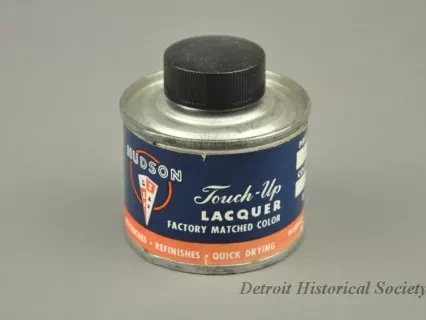 HUDSON
Touch-Up
LACQUER
FACTORY MATCHED COLOR
REFINISHES • QUICK DRYING
Detroit Historical Society